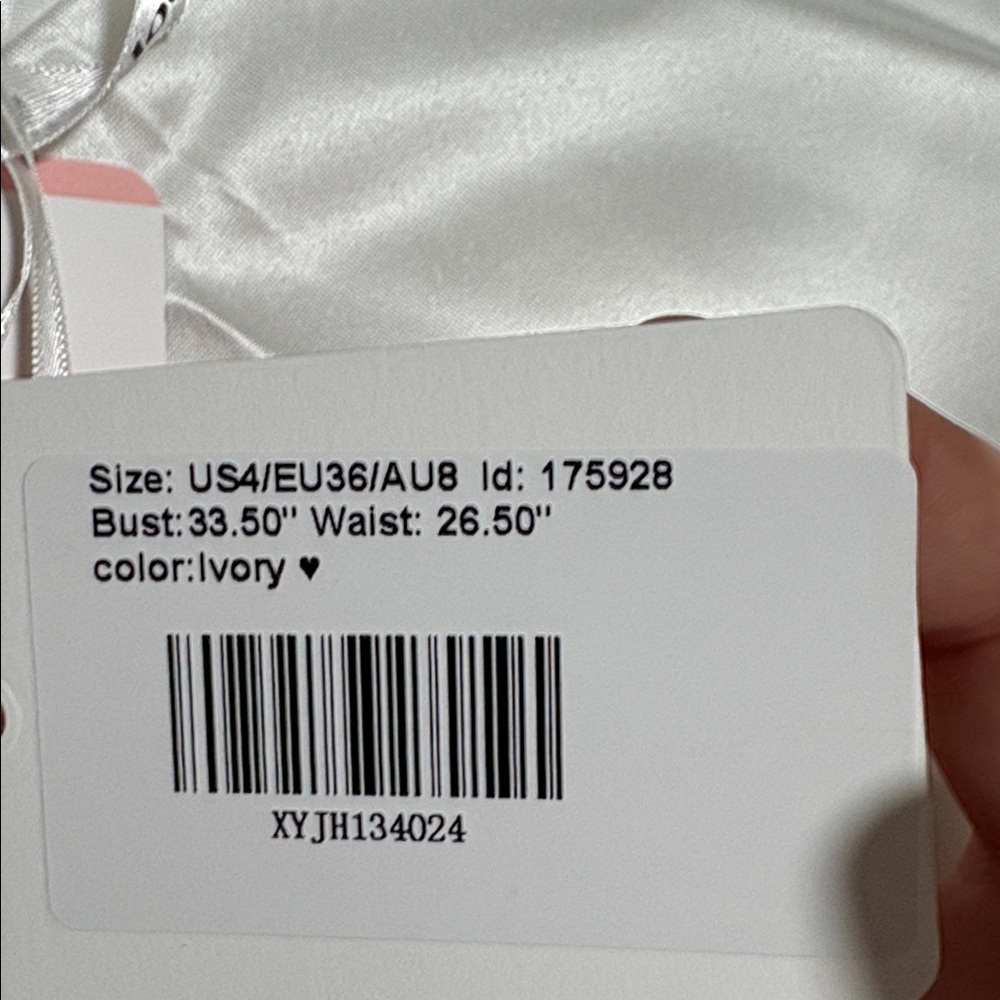 Size: US4/EU36/AU8 Id: 175928
Bust:33.50" Waist: 26.50"
color:Ivory ♥
XYJH134024